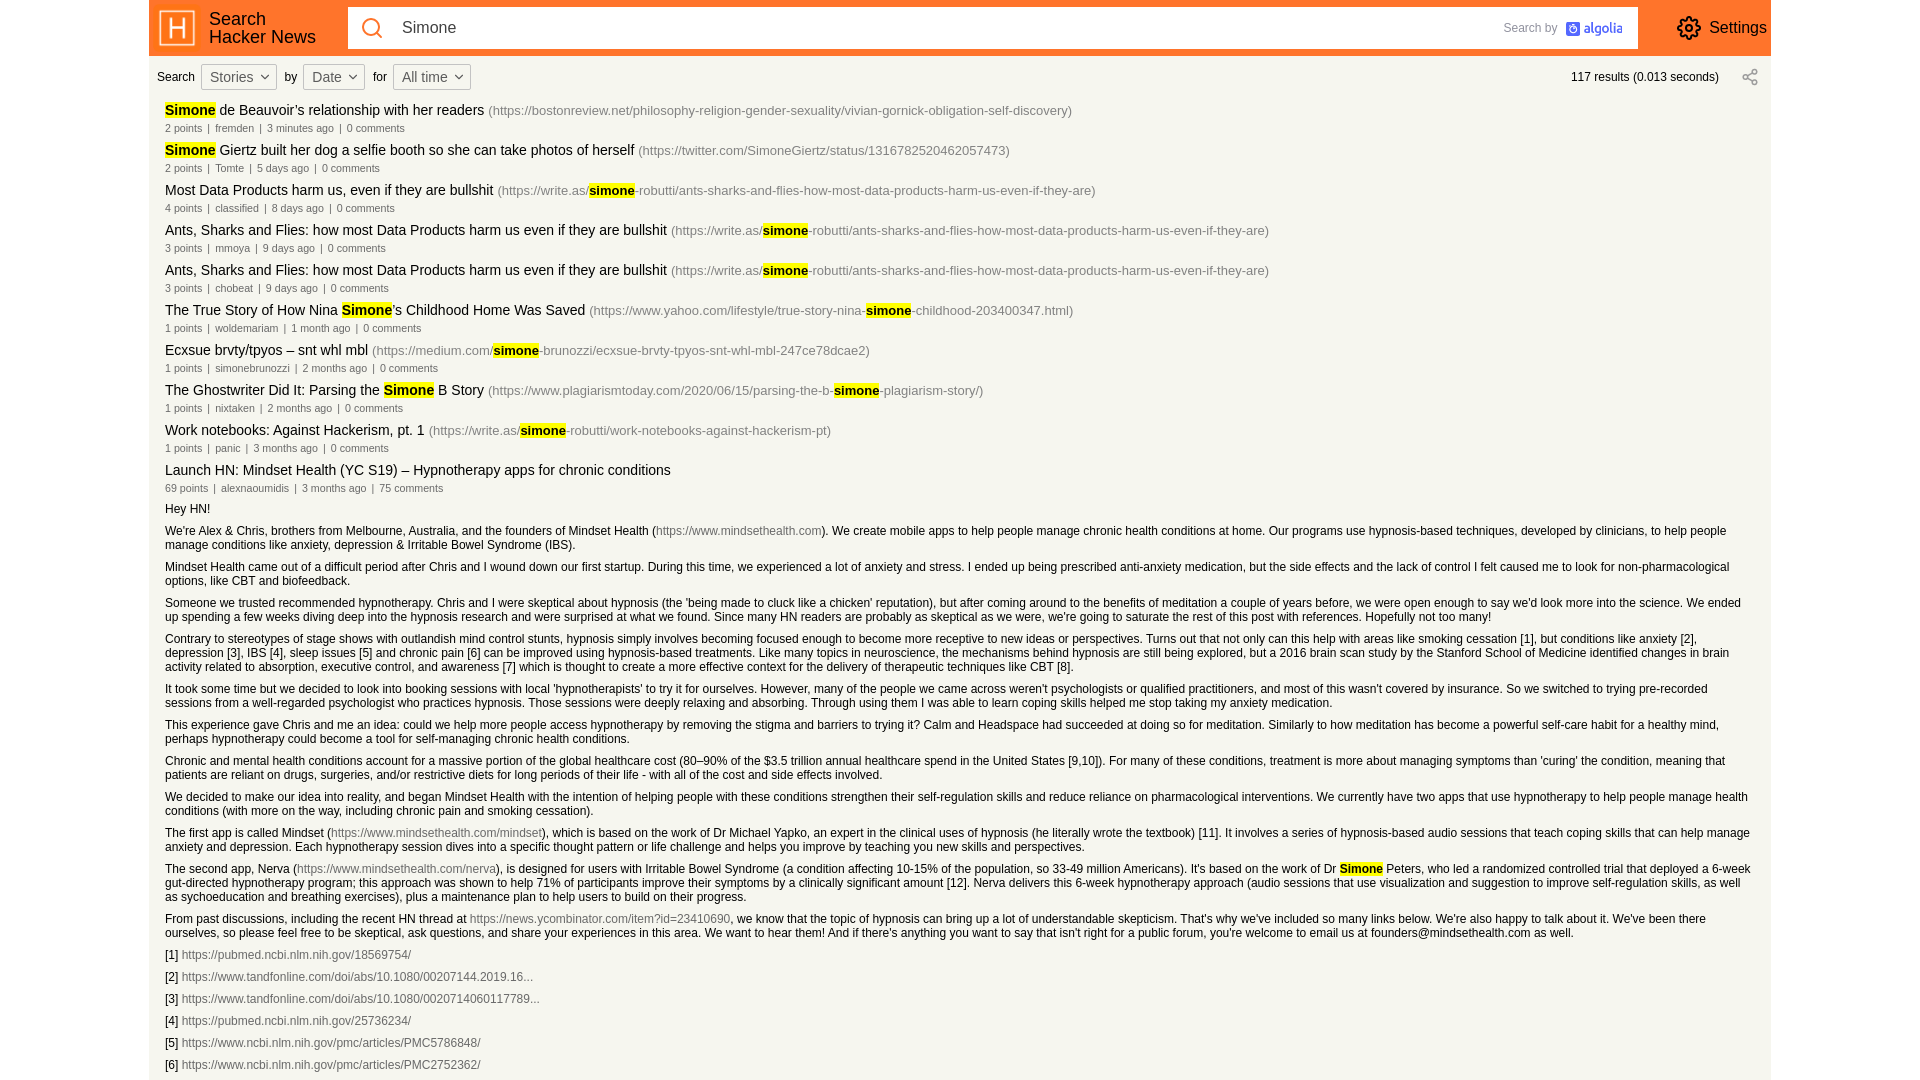 Search
Hacker News
Simone
Search by algolia
Settings
Search Stories by Date for All time
117 results (0.013 seconds)
Simone de Beauvoir’s relationship with her readers (https://bostonreview.net/philosophy-religion-gender-sexuality/vivian-gornick-obligation-self-discovery)
2 points | fremden | 3 minutes ago | 0 comments
Simone Giertz built her dog a selfie booth so she can take photos of herself (https://twitter.com/SimoneGiertz/status/1316782520462057473)
2 points | Tomte | 5 days ago | 0 comments
Most Data Products harm us, even if they are bullshit (https://write.as/simone-robutti/ants-sharks-and-flies-how-most-data-products-harm-us-even-if-they-are)
4 points | classified | 8 days ago | 0 comments
Ants, Sharks and Flies: how most Data Products harm us even if they are bullshit (https://write.as/simone-robutti/ants-sharks-and-flies-how-most-data-products-harm-us-even-if-they-are)
3 points | mmoya | 9 days ago | 0 comments
Ants, Sharks and Flies: how most Data Products harm us even if they are bullshit (https://write.as/simone-robutti/ants-sharks-and-flies-how-most-data-products-harm-us-even-if-they-are)
3 points | chobeat | 9 days ago | 0 comments
The True Story of How Nina Simone’s Childhood Home Was Saved (https://www.yahoo.com/lifestyle/true-story-nina-simone-childhood-203400347.html)
1 points | woldemariam | 1 month ago | 0 comments
Ecxsue brvty/tpyos – snt whl mbl (https://medium.com/simone-brunozzi/ecxsue-brvty-tpyos-snt-whl-mbl-247ce78dcae2)
1 points | simonebrunozzi | 2 months ago | 0 comments
The Ghostwriter Did It: Parsing the Simone B Story (https://www.plagiarismtoday.com/2020/06/15/parsing-the-b-simone-plagiarism-story/)
1 points | nixtaken | 2 months ago | 0 comments
Work notebooks: Against Hackerism, pt. 1 (https://write.as/simone-robutti/work-notebooks-against-hackerism-pt)
1 points | panic | 3 months ago | 0 comments
Launch HN: Mindset Health (YC S19) – Hypnotherapy apps for chronic conditions
69 points | alexnaoumidis | 3 months ago | 75 comments
Hey HN!
We're Alex & Chris, brothers from Melbourne, Australia, and the founders of Mindset Health (https://www.mindsethealth.com). We create mobile apps to help people manage chronic health conditions at home. Our programs use hypnosis-based techniques, developed by clinicians, to help people
manage conditions like anxiety, depression & Irritable Bowel Syndrome (IBS).
Mindset Health came out of a difficult period after Chris and I wound down our first startup. During this time, we experienced a lot of anxiety and stress. I ended up being prescribed anti-anxiety medication, but the side effects and the lack of control I felt caused me to look for non-pharmacological
options, like CBT and biofeedback.
Someone we trusted recommended hypnotherapy. Chris and I were skeptical about hypnosis (the 'being made to cluck like a chicken' reputation), but after coming around to the benefits of meditation a couple of years before, we were open enough to say we'd look more into the science. We ended
up spending a few weeks diving deep into the hypnosis research and were surprised at what we found. Since many HN readers are probably as skeptical as we were, we're going to saturate the rest of this post with references. Hopefully not too many!
Contrary to stereotypes of stage shows with outlandish mind control stunts, hypnosis simply involves becoming focused enough to become more receptive to new ideas or perspectives. Turns out that not only can this help with areas like smoking cessation [1], but conditions like anxiety [2],
depression [3], IBS [4], sleep issues [5] and chronic pain [6] can be improved using hypnosis-based treatments. Like many topics in neuroscience, the mechanisms behind hypnosis are still being explored, but a 2016 brain scan study by the Stanford School of Medicine identified changes in brain
activity related to absorption, executive control, and awareness [7] which is thought to create a more effective context for the delivery of therapeutic techniques like CBT [8].
It took some time but we decided to look into booking sessions with local 'hypnotherapists' to try it for ourselves. However, many of the people we came across weren't psychologists or qualified practitioners, and most of this wasn't covered by insurance. So we switched to trying pre-recorded
sessions from a well-regarded psychologist who practices hypnosis. Those sessions were deeply relaxing and absorbing. Through using them I was able to learn coping skills helped me stop taking my anxiety medication.
This experience gave Chris and me an idea: could we help more people access hypnotherapy by removing the stigma and barriers to trying it? Calm and Headspace had succeeded at doing so for meditation. Similarly to how meditation has become a powerful self-care habit for a healthy mind,
perhaps hypnotherapy could become a tool for self-managing chronic health conditions.
Chronic and mental health conditions account for a massive portion of the global healthcare cost (80–90% of the $3.5 trillion annual healthcare spend in the United States [9,10]). For many of these conditions, treatment is more about managing symptoms than 'curing' the condition, meaning that
patients are reliant on drugs, surgeries, and/or restrictive diets for long periods of their life - with all of the cost and side effects involved.
We decided to make our idea into reality, and began Mindset Health with the intention of helping people with these conditions strengthen their self-regulation skills and reduce reliance on pharmacological interventions. We currently have two apps that use hypnotherapy to help people manage health
conditions (with more on the way, including chronic pain and smoking cessation).
The first app is called Mindset (https://www.mindsethealth.com/mindset), which is based on the work of Dr Michael Yapko, an expert in the clinical uses of hypnosis (he literally wrote the textbook) [11]. It involves a series of hypnosis-based audio sessions that teach coping skills that can help manage
anxiety and depression. Each hypnotherapy session dives into a specific thought pattern or life challenge and helps you improve by teaching you new skills and perspectives.
The second app, Nerva (https://www.mindsethealth.com/nerva), is designed for users with Irritable Bowel Syndrome (a condition affecting 10-15% of the population, so 33-49 million Americans). It's based on the work of Dr Simone Peters, who led a randomized controlled trial that deployed a 6-week
gut-directed hypnotherapy program; this approach was shown to help 71% of participants improve their symptoms by a clinically significant amount [12]. Nerva delivers this 6-week hypnotherapy approach (audio sessions that use visualization and suggestion to improve self-regulation skills, as well
as sychoeducation and breathing exercises), plus a maintenance plan to help users to build on their progress.
From past discussions, including the recent HN thread at https://news.ycombinator.com/item?id=23410690, we know that the topic of hypnosis can bring up a lot of understandable skepticism. That's why we've included so many links below. We're also happy to talk about it. We've been there
ourselves, so please feel free to be skeptical, ask questions, and share your experiences in this area. We want to hear them! And if there's anything you want to say that isn't right for a public forum, you're welcome to email us at founders@mindsethealth.com as well.
[1] https://pubmed.ncbi.nlm.nih.gov/18569754/
[2] https://www.tandfonline.com/doi/abs/10.1080/00207144.2019.16...
[3] https://www.tandfonline.com/doi/abs/10.1080/0020714060117789...
[4] https://pubmed.ncbi.nlm.nih.gov/25736234/
[5] https://www.ncbi.nlm.nih.gov/pmc/articles/PMC5786848/
[6] https://www.ncbi.nlm.nih.gov/pmc/articles/PMC2752362/